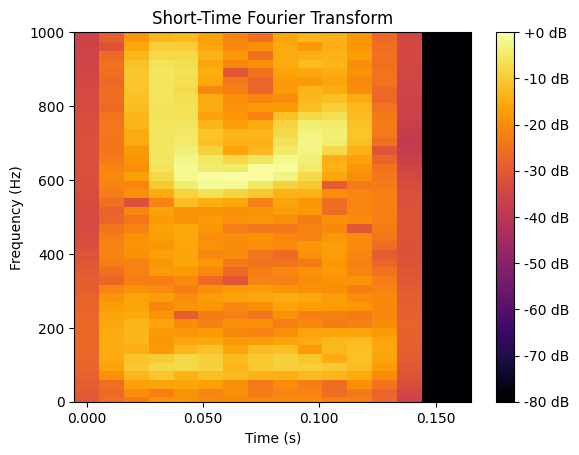 Short-Time Fourier Transform
1000
800
600
400
200
0
Frequency (Hz)
0.000
0.050
0.100
0.150
Time (s)
+0 dB
-10 dB
-20 dB
-30 dB
-40 dB
-50 dB
-60 dB
-70 dB
-80 dB